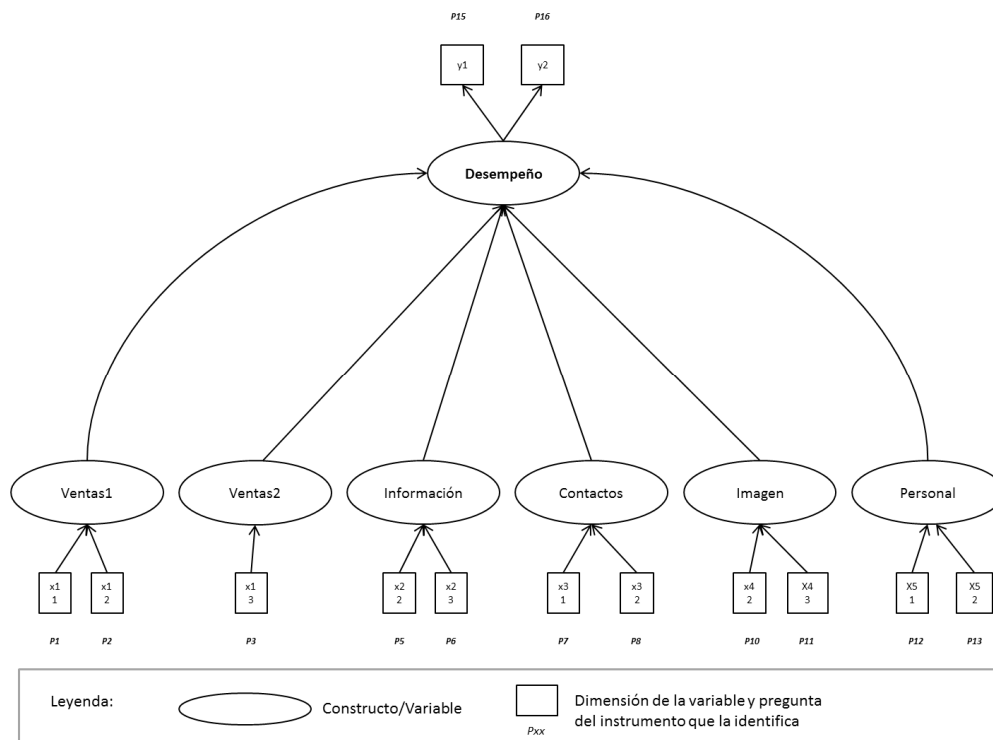 P15 P16
y1 y2
Desempeño
Ventas1 Ventas2 Información Contactos Imagen Personal
x1 x1 x1 x2 x2 x3 x3 x4 X4 X5 X5
1 2 3 2 3 1 2 2 3 1 2
P1 P2 P3 P5 P6 P7 P8 P10 P11 P12 P13
Leyenda: Constructo/Variable Dimensión de la variable y pregunta
del instrumento que la identifica
Pxx